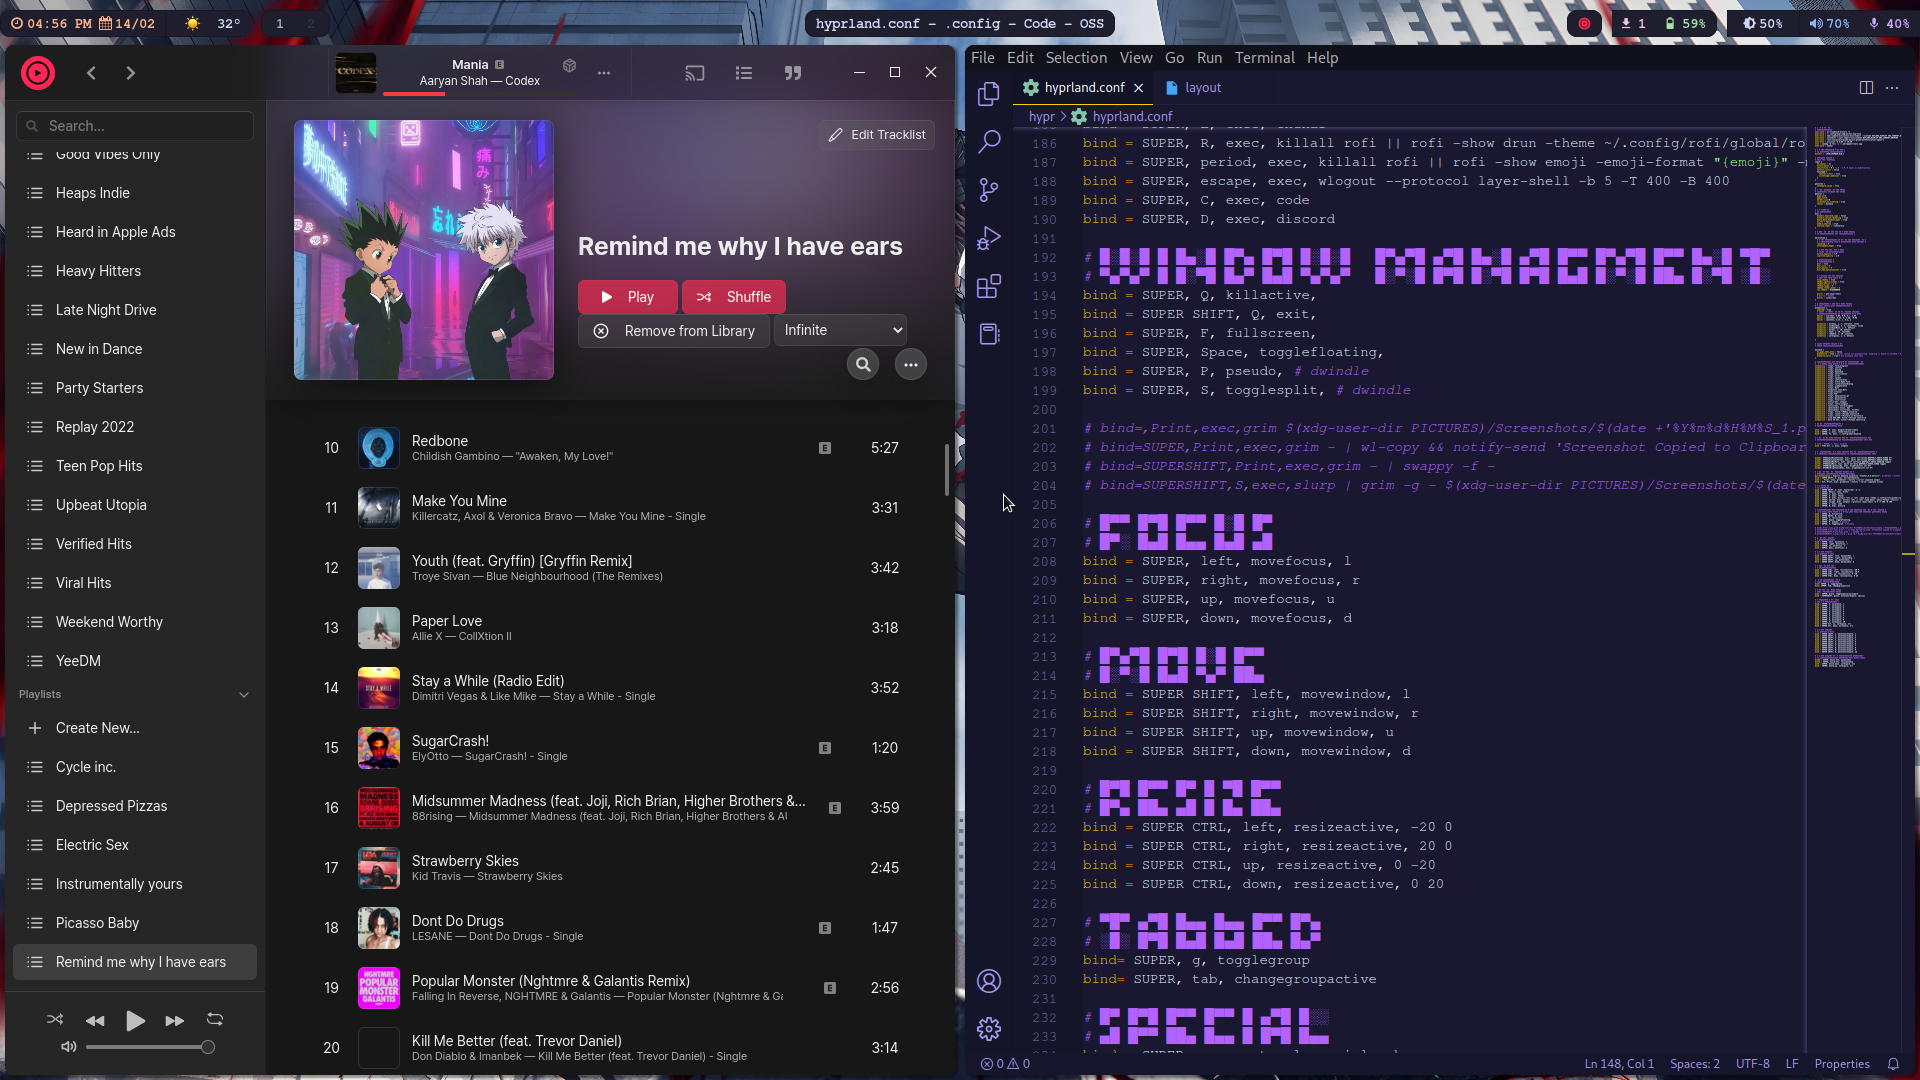 04:56 PM 14/02 32° 1 2
hyprland.conf - .config - Code - OSS
1 59% 50% 70% 40%
Mania E
Aaryan Shah — Codex
CODEX
Search...
Good Vibes Only
Heaps Indie
Heard in Apple Ads
Heavy Hitters
Late Night Drive
New in Dance
Party Starters
Replay 2022
Teen Pop Hits
Upbeat Utopia
Verified Hits
Viral Hits
Weekend Worthy
YeeDM
Playlists
Create New...
Cycle inc.
Depressed Pizzas
Electric Sex
Instrumentally yours
Picasso Baby
Remind me why I have ears
Edit Tracklist
痛み
忘れ
Remind me why I have ears
Play Shuffle
Remove from Library Infinite
10 Redbone E 5:27
Childish Gambino — "Awaken, My Love!"
11 Make You Mine 3:31
Killercatz, Axol & Veronica Bravo — Make You Mine - Single
12 Youth (feat. Gryffin) [Gryffin Remix] 3:42
Troye Sivan — Blue Neighbourhood (The Remixes)
13 Paper Love 3:18
Allie X — CollXtion II
14 Stay a While (Radio Edit) 3:52
Dimitri Vegas & Like Mike — Stay a While - Single
15 SugarCrash! E 1:20
ElyOtto — SugarCrash! - Single
16 Midsummer Madness (feat. Joji, Rich Brian, Higher Brothers &... E 3:59
88rising — Midsummer Madness (feat. Joji, Rich Brian, Higher Brothers & AU
17 Strawberry Skies 2:45
Kid Travis — Strawberry Skies
18 Dont Do Drugs E 1:47
LESANE — Dont Do Drugs - Single
19 Popular Monster (Nghtmre & Galantis Remix) E 2:56
Falling In Reverse, NGHTMRE & Galantis — Popular Monster (Nghtmre & Ga
20 Kill Me Better (feat. Trevor Daniel) 3:14
Don Diablo & Imanbek — Kill Me Better (feat. Trevor Daniel) - Single
File Edit Selection View Go Run Terminal Help
hyprland.conf layout
hypr > hyprland.conf
186 bind = SUPER, R, exec, killall rofi || rofi -show drun -theme ~/.config/rofi/global/ro
187 bind = SUPER, period, exec, killall rofi || rofi -show emoji -emoji-format "{emoji}" -
188 bind = SUPER, escape, exec, wlogout --protocol layer-shell -b 5 -T 400 -B 400
189 bind = SUPER, C, exec, code
190 bind = SUPER, D, exec, discord
191
192 # WINDOW MANAGEMENT
193 #
194 bind = SUPER, Q, killactive,
195 bind = SUPER SHIFT, Q, exit,
196 bind = SUPER, F, fullscreen,
197 bind = SUPER, Space, togglefloating,
198 bind = SUPER, P, pseudo, # dwindle
199 bind = SUPER, S, togglesplit, # dwindle
200
201 # bind=,Print,exec,grim $(xdg-user-dir PICTURES)/Screenshots/$(date +'%Y%m%d%H%M%S_1.p
202 # bind=SUPER,Print,exec,grim - | wl-copy && notify-send 'Screenshot Copied to Clipboar
203 # bind=SUPERSHIFT,Print,exec,grim - | swappy -f -
204 # bind=SUPERSHIFT,S,exec,slurp | grim -g - $(xdg-user-dir PICTURES)/Screenshots/$(date
205
206 # FOCUS
207 #
208 bind = SUPER, left, movefocus, l
209 bind = SUPER, right, movefocus, r
210 bind = SUPER, up, movefocus, u
211 bind = SUPER, down, movefocus, d
212
213 # MOVE
214 #
215 bind = SUPER SHIFT, left, movewindow, l
216 bind = SUPER SHIFT, right, movewindow, r
217 bind = SUPER SHIFT, up, movewindow, u
218 bind = SUPER SHIFT, down, movewindow, d
219
220 # RESIZE
221 #
222 bind = SUPER CTRL, left, resizeactive, -20 0
223 bind = SUPER CTRL, right, resizeactive, 20 0
224 bind = SUPER CTRL, up, resizeactive, 0 -20
225 bind = SUPER CTRL, down, resizeactive, 0 20
226
227 # TABBED
228 #
229 bind= SUPER, g, togglegroup
230 bind= SUPER, tab, changegroupactive
231
232 # SPECIAL
233 #
0 0
Ln 148, Col 1 Spaces: 2 UTF-8 LF Properties